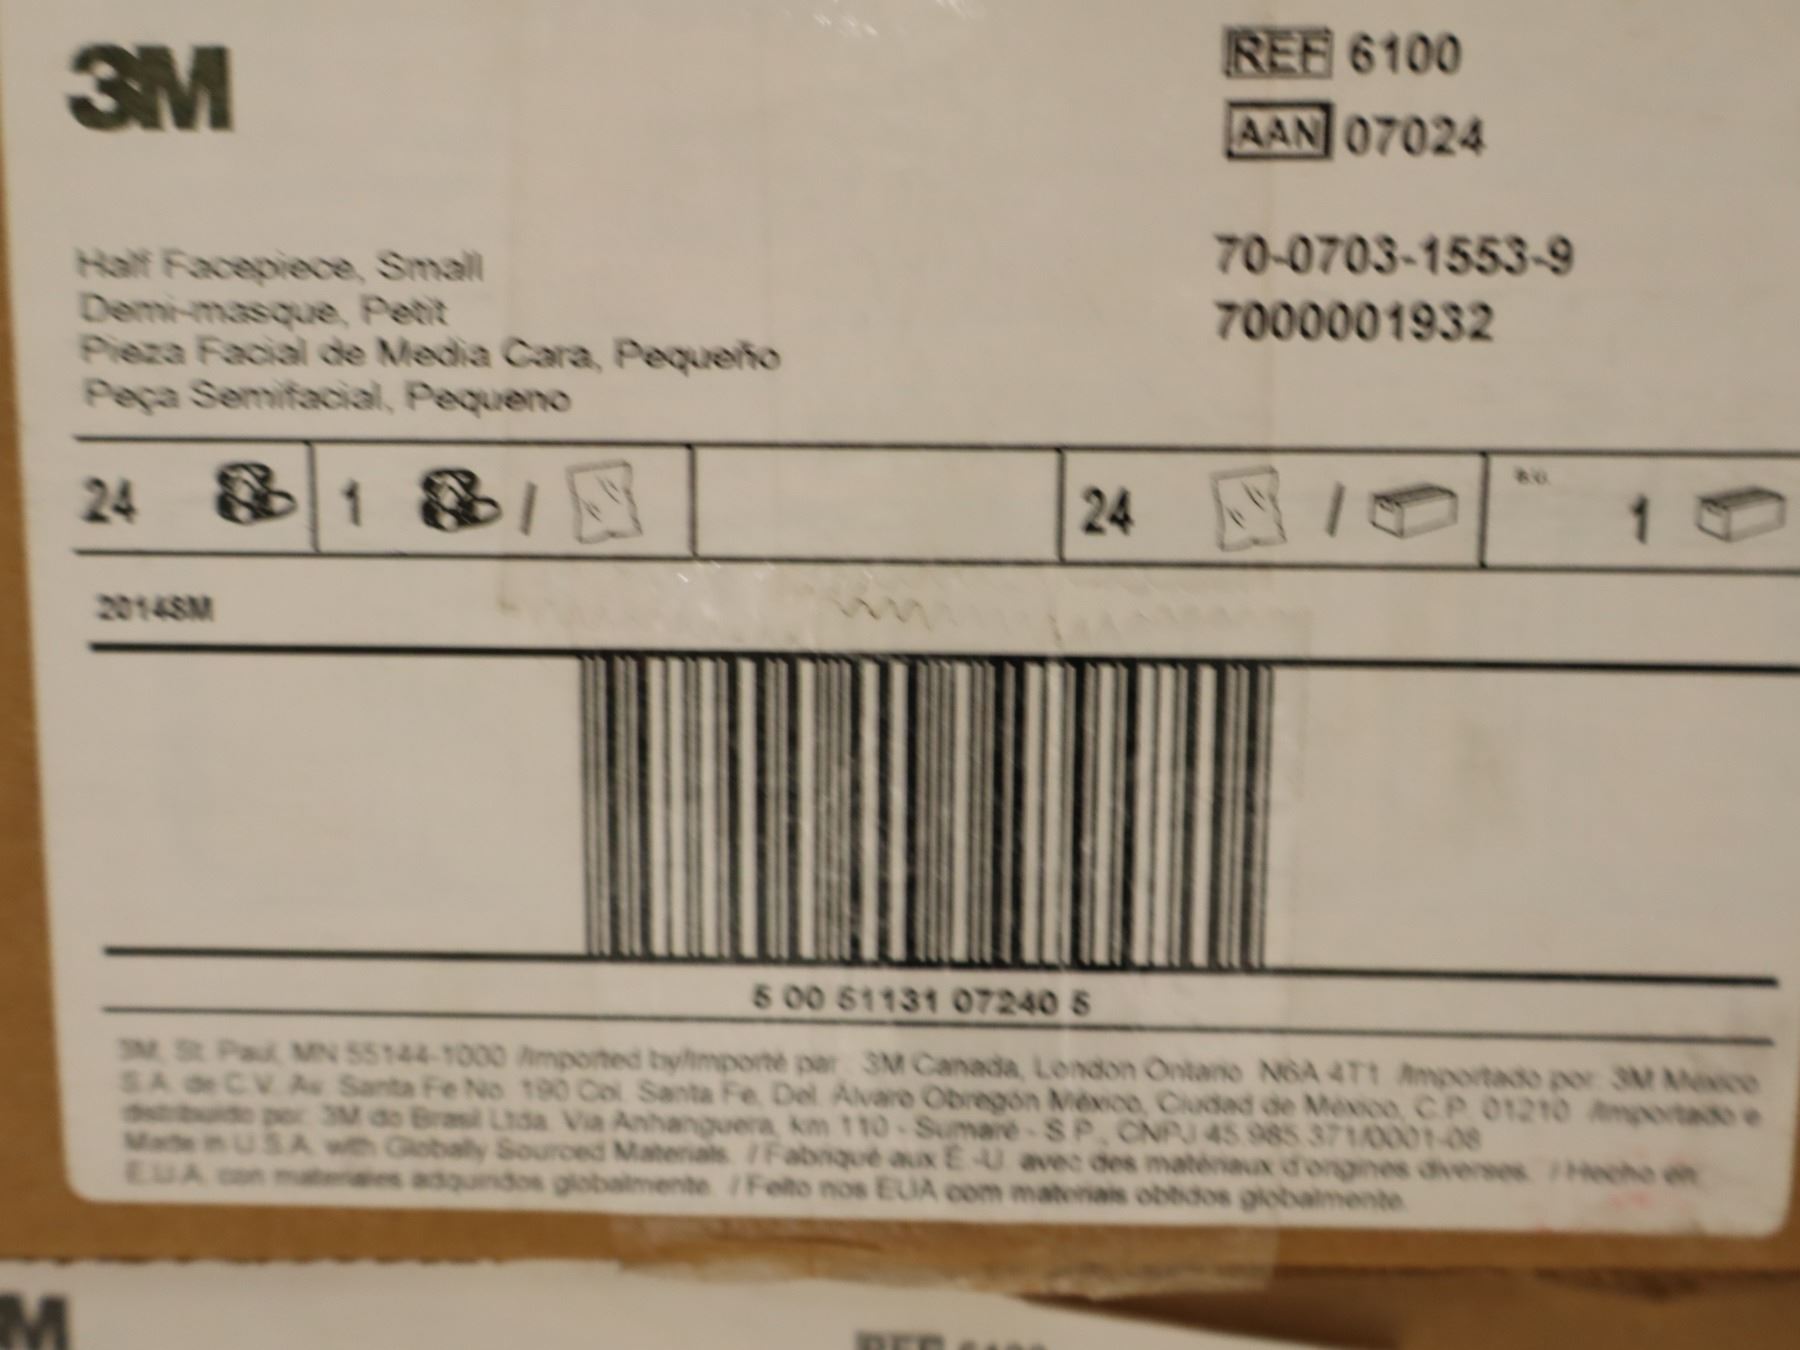 3M
REF 6100
AAN 07024
70-0703-1553-9
7000001932
Half Facepiece, Small
Demi-masque, Petit
Pieza Facial de Media Cara, Pequeño
Peça Semifacial, Pequeno
24 1 / 24 / 1
2014SM
5 00 51131 07240 5
3M, St. Paul, MN 55144-1000 /Imported by/Importé par : 3M Canada, London Ontario N6A 4T1 /Importado por: 3M México
S.A. de C.V. Av. Santa Fe No. 190 Col. Santa Fe, Del. Álvaro Obregón México, Ciudad de México, C.P. 01210 /Importado e
distribuido por: 3M do Brasil Ltda. Via Anhanguera, km 110 - Sumaré - S.P., CNPJ 45.985.371/0001-08
Made in U.S.A. with Globally Sourced Materials. / Fabriqué aux É.-U. avec des matériaux d'origines diverses. / Hecho en
E.U.A. con materiales adquiridos globalmente. / Feito nos EUA com materiais obtidos globalmente.
M
REF 6100